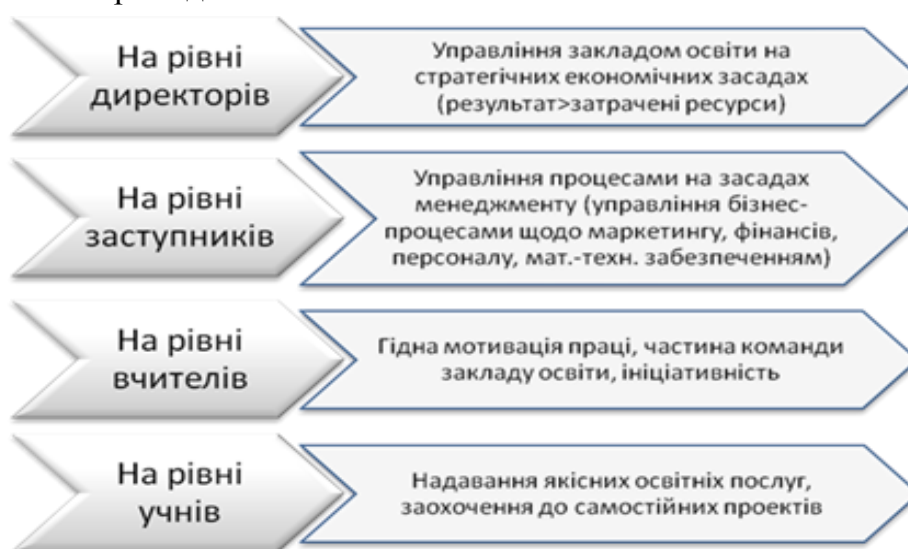 На рівні
директорів
Управління закладом освіти на
стратегічних економічних засадах
(результат>затрачені ресурси)
На рівні
заступників
Управління процесами на засадах
менеджменту (управління бізнес-
процесами щодо маркетингу, фінансів,
персоналу, мат.-техн. забезпеченням)
На рівні
вчителів
Гідна мотивація праці, частина команди
закладу освіти, ініціативність
На рівні
учнів
Надавання якісних освітніх послуг,
заохочення до самостійних проектів